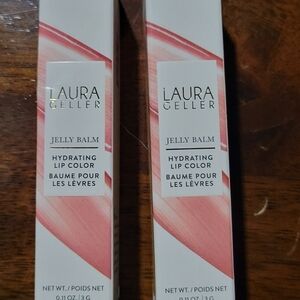 LAURA
GELLER
JELLY BALM
HYDRATING
LIP COLOR
BAUME POUR
LES LÈVRES
NET WT. / POIDS NET
0.11 OZ / 3 G
LAURA
GELLER
JELLY BALM
HYDRATING
LIP COLOR
BAUME POUR
LES LÈVRES
NET WT. / POIDS NET
0.11 OZ / 3 G